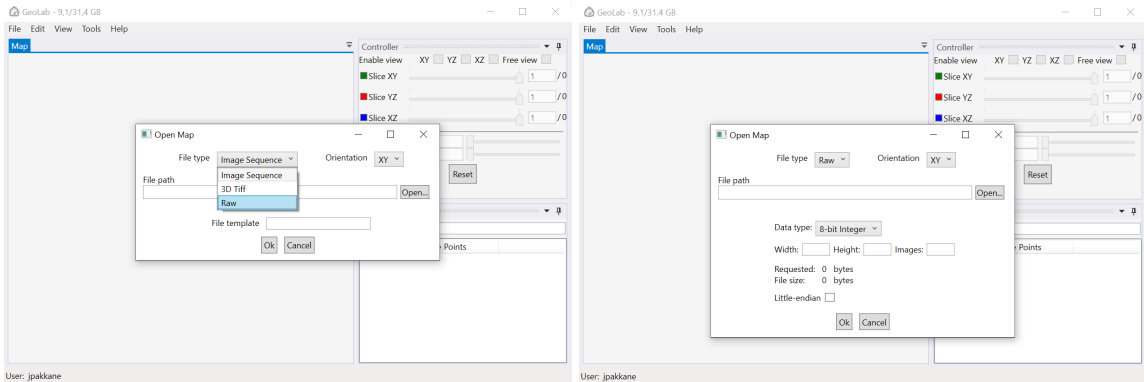 GeoLab - 9,1/31,4 GB
File Edit View Tools Help
Map
Controller
Enable view XY YZ XZ Free view
Slice XY 1 /0
Slice YZ 1 /0
Slice XZ 1 /0
Open Map
File type Image Sequence Orientation XY
Image Sequence
3D Tiff
Raw
File path
Open...
File template
Ok Cancel
Reset
Points
User: jpakkane
GeoLab - 9,1/31,4 GB
File Edit View Tools Help
Map
Controller
Enable view XY YZ XZ Free view
Slice XY 1 /0
Slice YZ 1 /0
Slice XZ 1 /0
Open Map
File type Raw Orientation XY
File path
Open...
Data type: 8-bit Integer
Width: Height: Images:
Requested: 0 bytes
File size: 0 bytes
Little-endian
Ok Cancel
Reset
Points
User: jpakkane